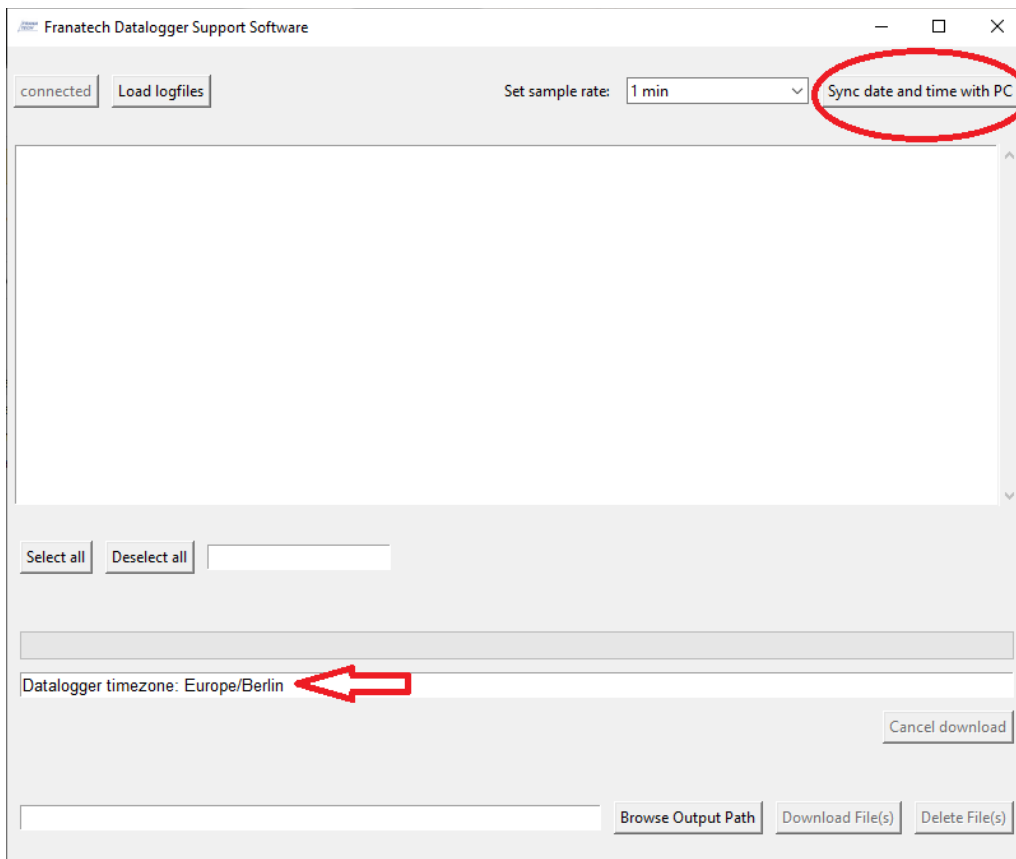 Franatech Datalogger Support Software
connected Load logfiles Set sample rate: 1 min Sync date and time with PC
Select all Deselect all
Datalogger timezone: Europe/Berlin
Cancel download
Browse Output Path Download File(s) Delete File(s)